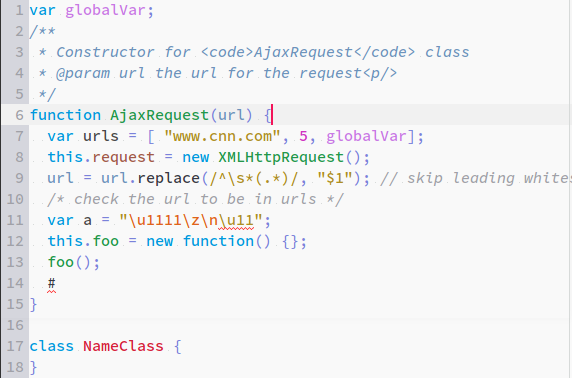 1 var globalVar;
2 /**
3  * Constructor for <code>AjaxRequest</code> class
4  * @param url the url for the request<p/>
5  */
6 function AjaxRequest(url) {
7   var urls = [ "www.cnn.com", 5, globalVar];
8   this.request = new XMLHttpRequest();
9   url = url.replace(/^\s*(.*)/, "$1"); // skip leading whites
10   /* check the url to be in urls */
11   var a = "\u1111\z\n\u11";
12   this.foo = new function() {};
13   foo();
14   #
15 }
16
17 class NameClass {
18 }